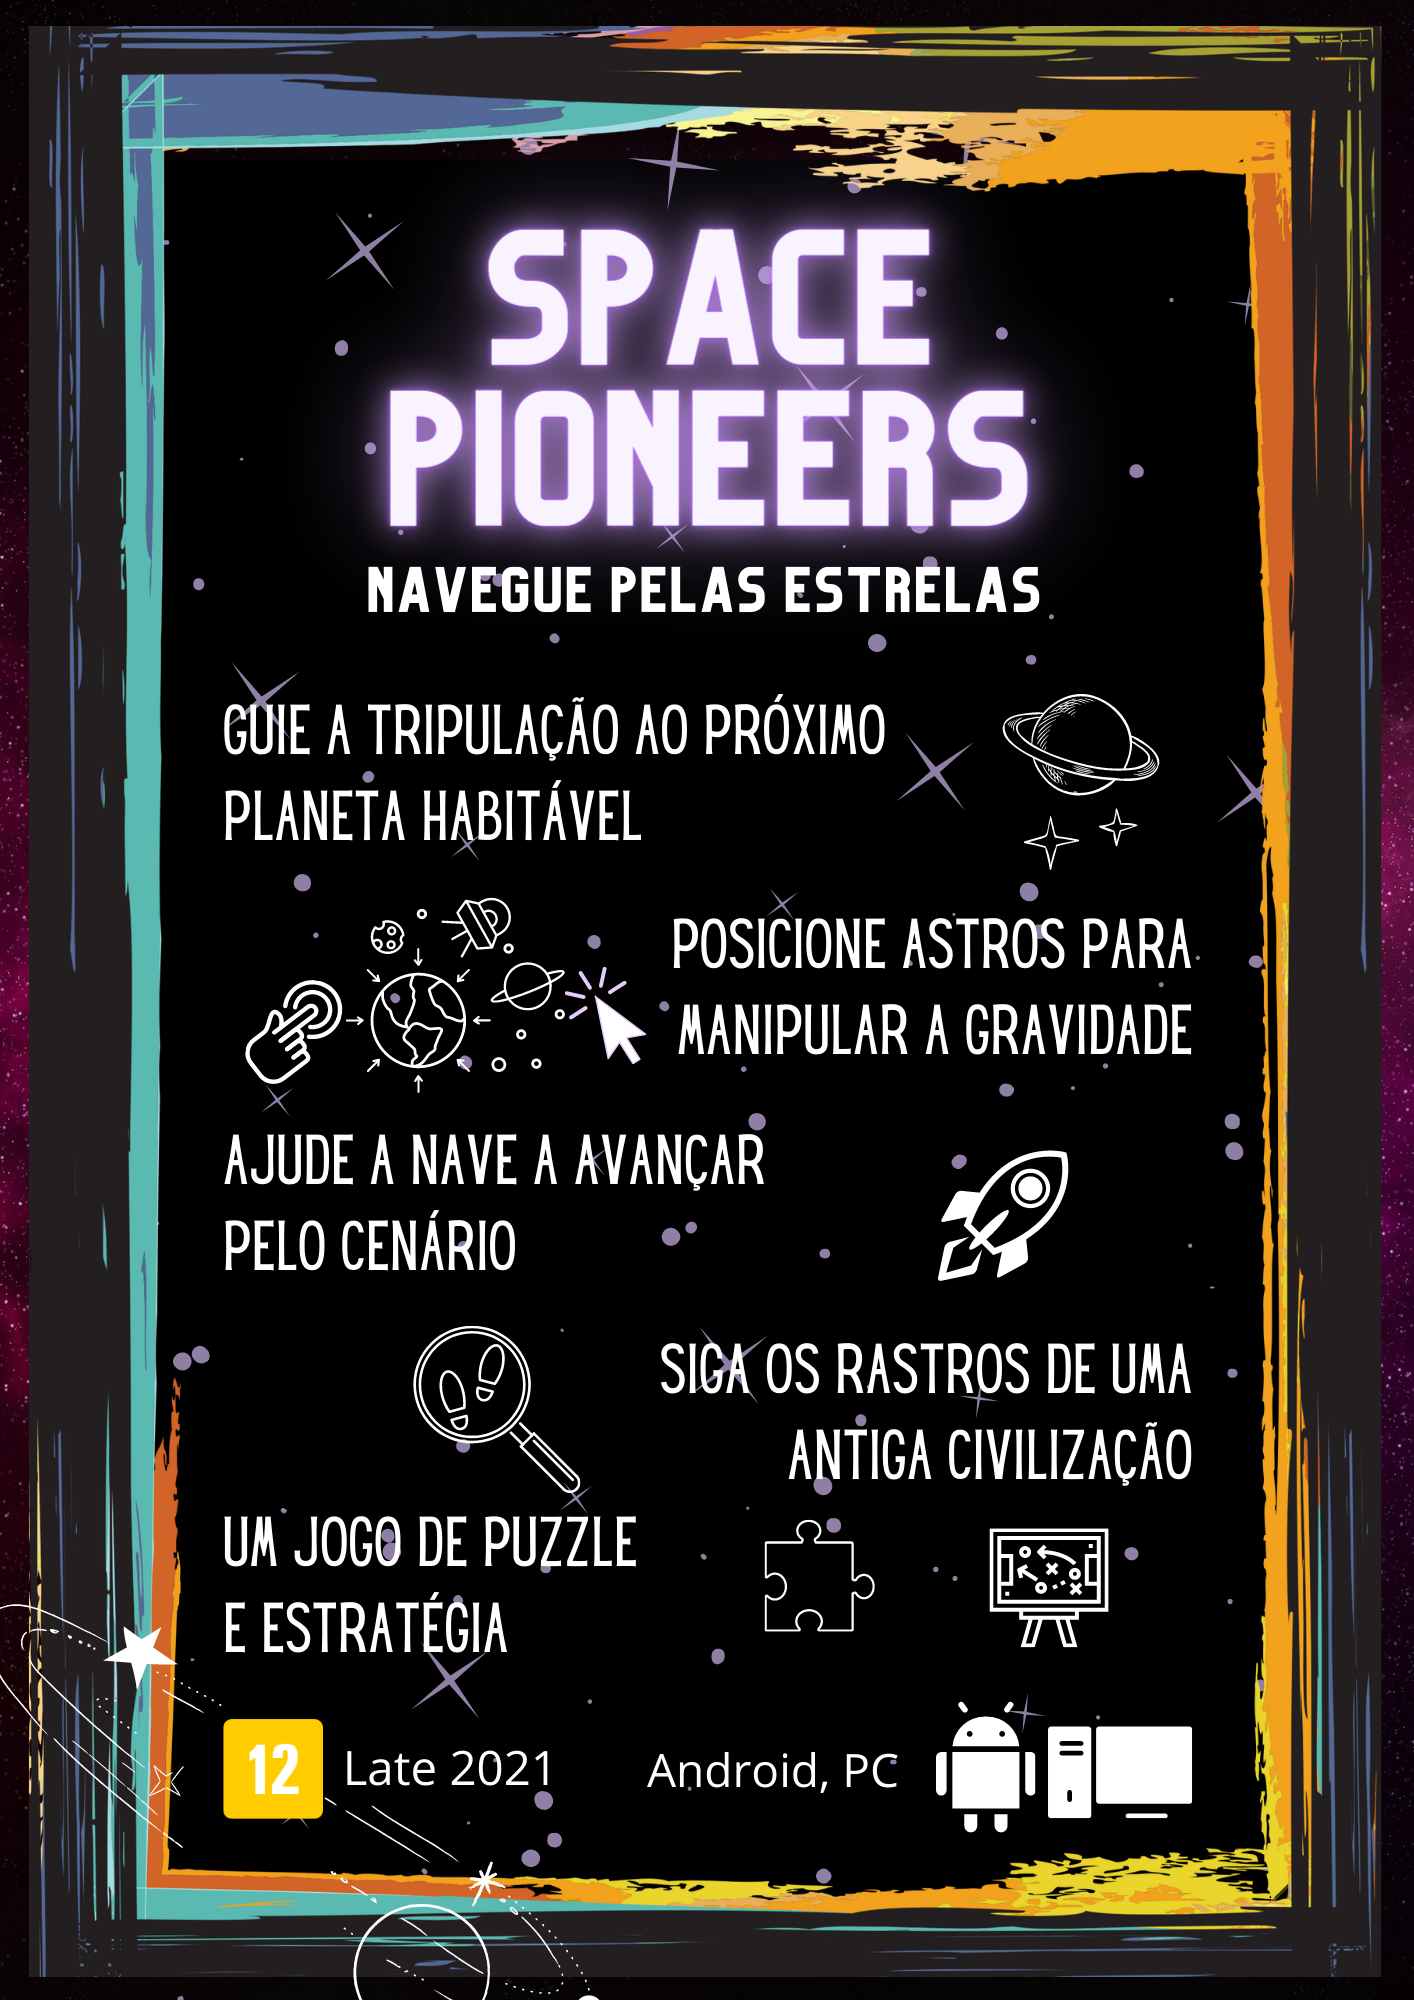 SPACE
PIONEERS
NAVEGUE PELAS ESTRELAS
GUIE A TRIPULAÇÃO AO PRÓXIMO
PLANETA HABITÁVEL
POSICIONE ASTROS PARA
MANIPULAR A GRAVIDADE
AJUDE A NAVE A AVANÇAR
PELO CENÁRIO
SIGA OS RASTROS DE UMA
ANTIGA CIVILIZAÇÃO
UM JOGO DE PUZZLE
E ESTRATÉGIA
12 Late 2021 Android, PC